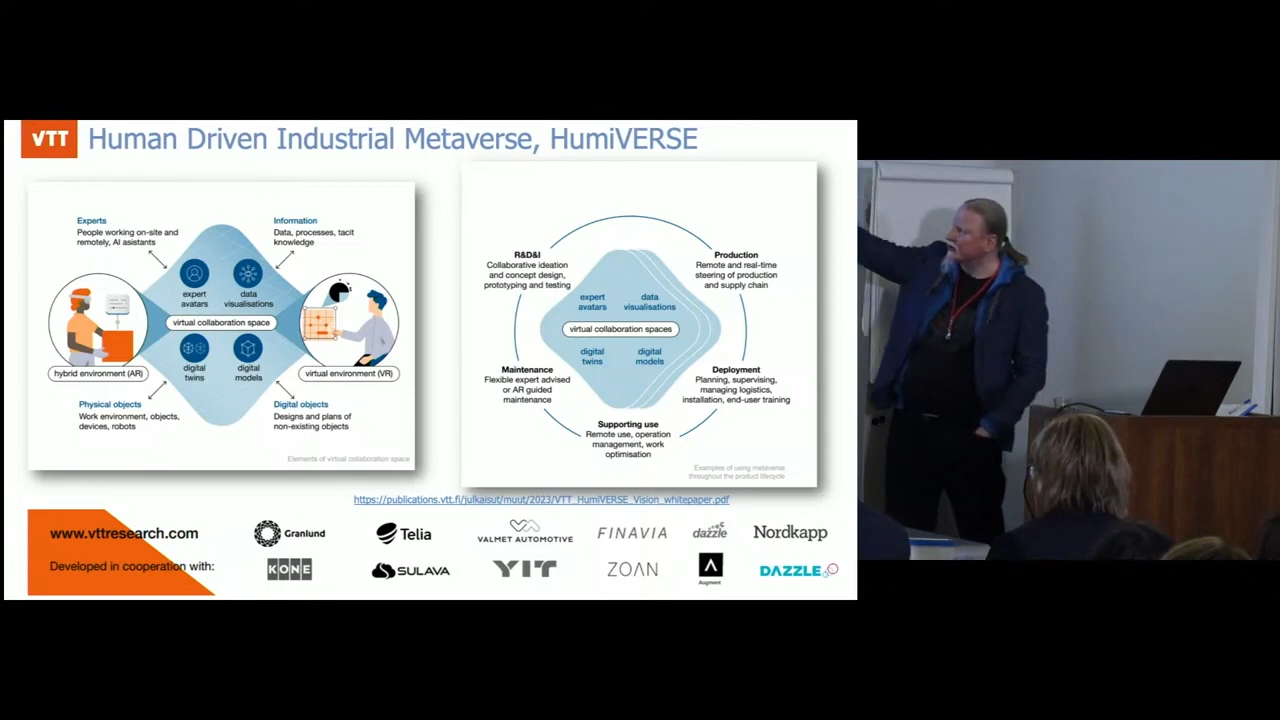 VTT
Human Driven Industrial Metaverse, HumiVERSE
Experts
People working on-site and
remotely, AI asistants
Information
Data, processes, tacit
knowledge
expert
avatars
data
visualisations
virtual collaboration space
digital
twins
digital
models
hybrid environment (AR)
virtual environment (VR)
Physical objects
Work environment, objects,
devices, robots
Digital objects
Designs and plans of
non-existing objects
Elements of virtual collaboration space
R&D&I
Collaborative ideation
and concept design,
prototyping and testing
Production
Remote and real-time
steering of production
and supply chain
expert
avatars
data
visualisations
virtual collaboration spaces
digital
twins
digital
models
Maintenance
Flexible expert advised
or AR guided
maintenance
Deployment
Planning, supervising,
managing logistics,
installation, end-user training
Supporting use
Remote use, operation
management, work
optimisation
Examples of using metaverse
throughout the product lifecycle
https://publications.vtt.fi/julkaisut/muut/2023/VTT_HumiVERSE_Vision_whitepaper.pdf
www.vttresearch.com
Developed in cooperation with:
Granlund
Telia
VALMET AUTOMOTIVE
FINAVIA
dazzle
Nordkapp
KONE
SULAVA
YIT
ZOAN
Augment
DAZZLE